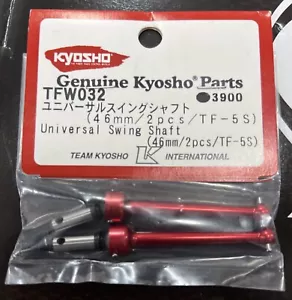 KYOSHO
Genuine Kyosho Parts
TFW032
●3900
ユニバーサルスイングシャフト
(46mm/2pcs/TF-5S)
Universal Swing Shaft
(46mm/2pcs/TF-5S)
TEAM KYOSHO K INTERNATIONAL